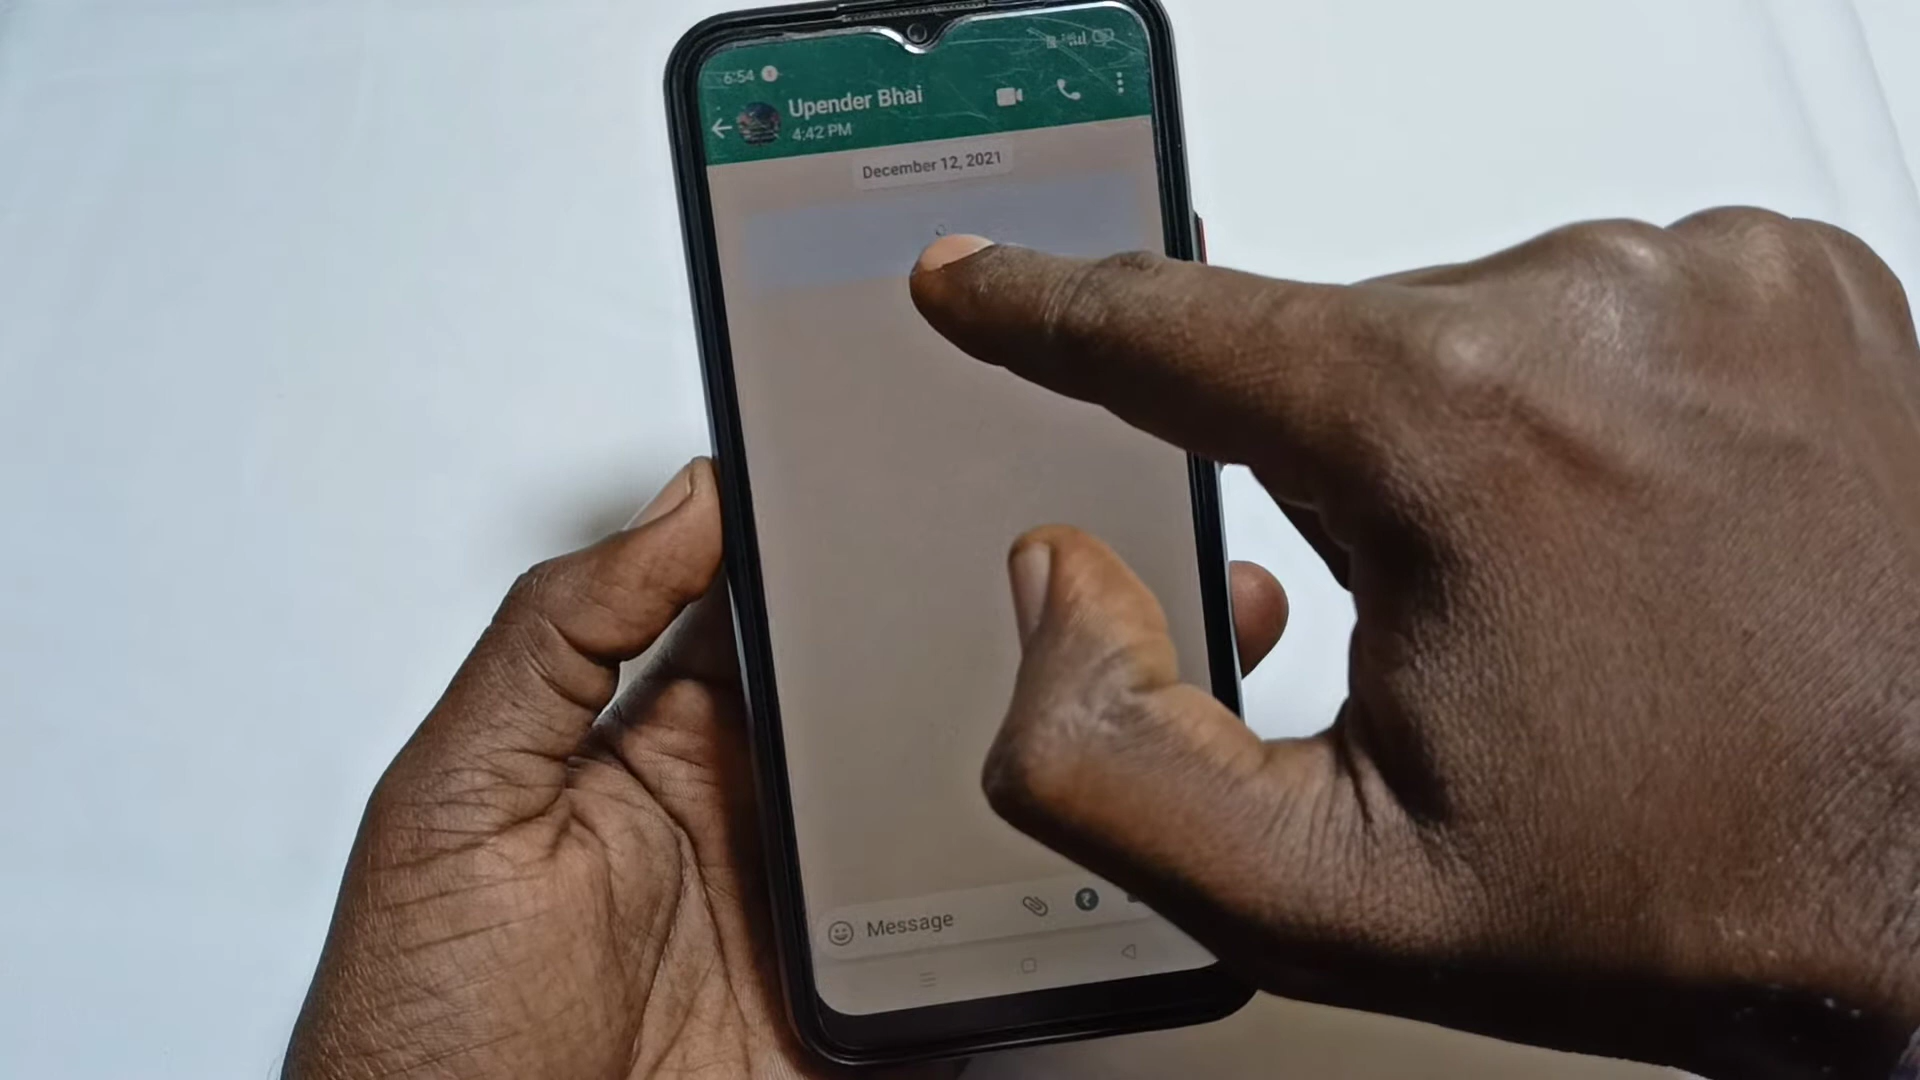 6:54
Upender Bhai
4:42 PM
December 12, 2021
Message
₹